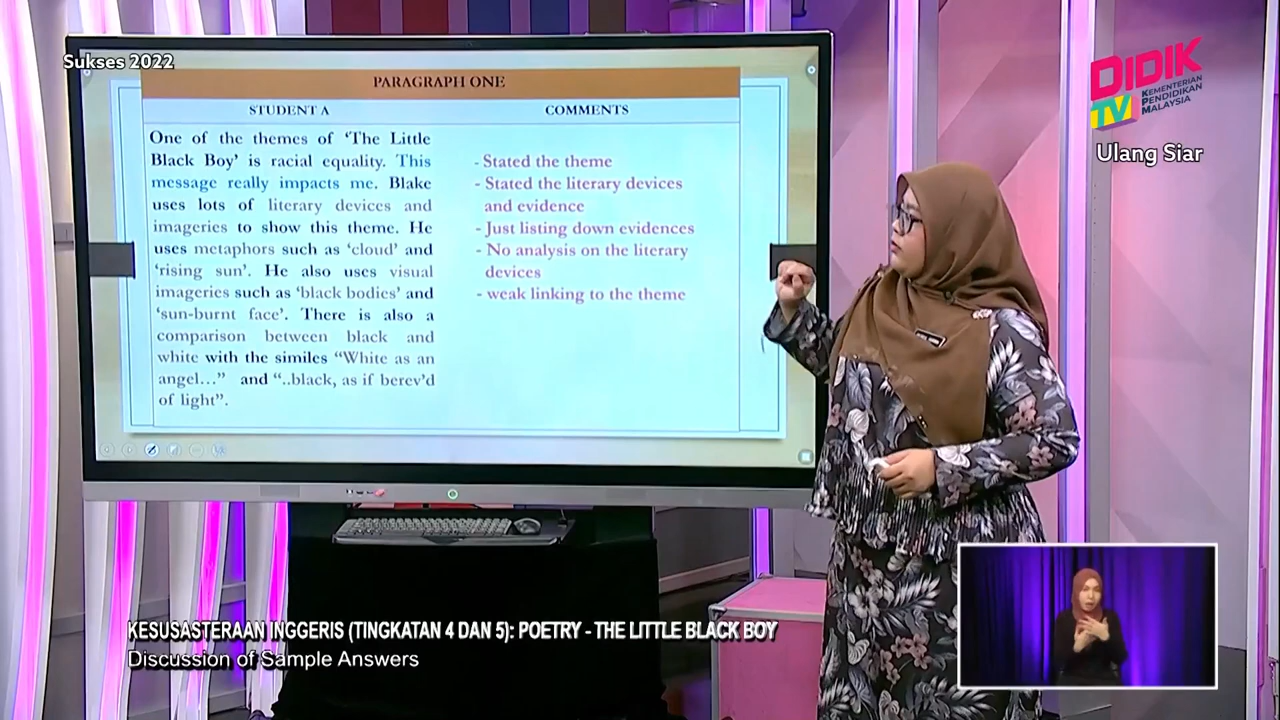 Sukses 2022
DIDIK
TV
KEMENTERIAN
PENDIDIKAN
MALAYSIA
Ulang Siar
PARAGRAPH ONE
STUDENT A
One of the themes of ‘The Little
Black Boy’ is racial equality. This
message really impacts me. Blake
uses lots of literary devices and
imageries to show this theme. He
uses metaphors such as ‘cloud’ and
‘rising sun’. He also uses visual
imageries such as ‘black bodies’ and
‘sun-burnt face’. There is also a
comparison between black and
white with the similes “White as an
angel...” and “..black, as if berev’d
of light”.
COMMENTS
- Stated the theme
- Stated the literary devices
and evidence
- Just listing down evidences
- No analysis on the literary
devices
- weak linking to the theme
KESUSASTERAAN INGGERIS (TINGKATAN 4 DAN 5): POETRY - THE LITTLE BLACK BOY
Discussion of Sample Answers